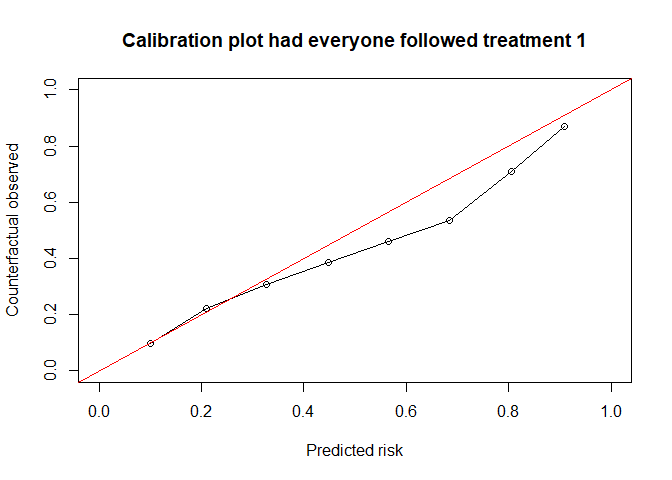 Calibration plot had everyone followed treatment 1
Counterfactual observed
1.0
0.8
0.6
0.4
0.2
0.0
0.0 0.2 0.4 0.6 0.8 1.0
Predicted risk